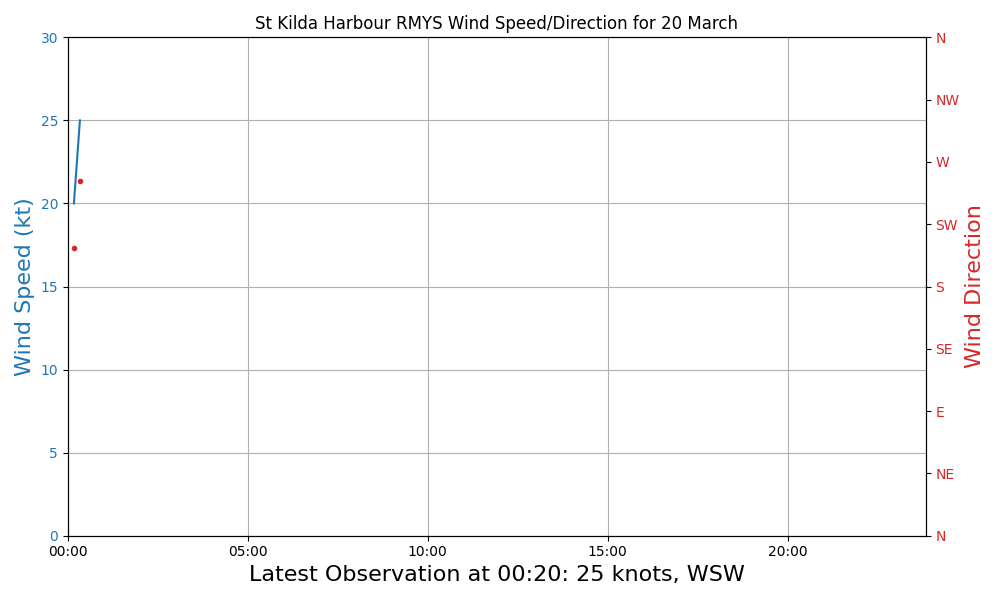 St Kilda Harbour RMYS Wind Speed/Direction for 20 March
Wind Speed (kt)
30
25
20
15
10
5
0
00:00 05:00 10:00 15:00 20:00
N
NW
W
SW
S
SE
E
NE
N
Wind Direction
Latest Observation at 00:20: 25 knots, WSW